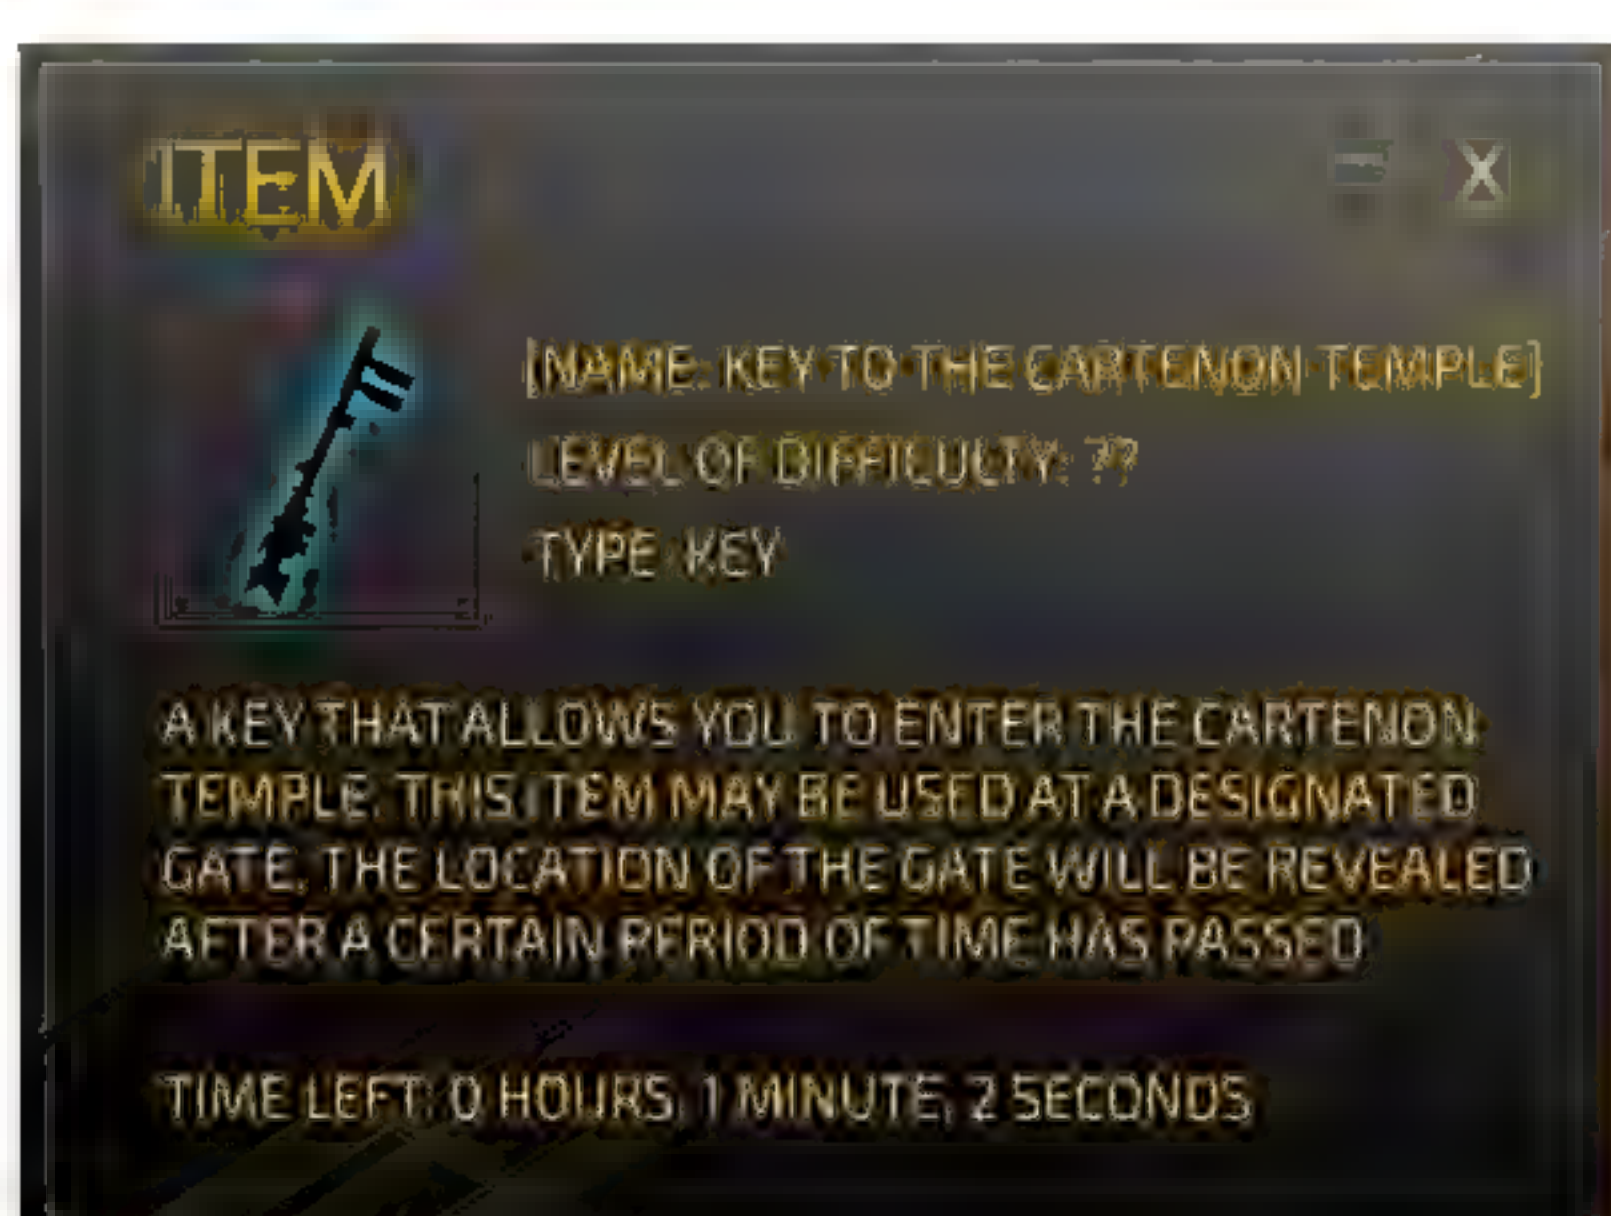 ITEM
X
[NAME: KEY TO THE CARTENON TEMPLE]
LEVEL OF DIFFICULTY: ??
TYPE: KEY
A KEY THAT ALLOWS YOU TO ENTER THE CARTENON
TEMPLE. THIS ITEM MAY BE USED AT A DESIGNATED
GATE. THE LOCATION OF THE GATE WILL BE REVEALED
AFTER A CERTAIN PERIOD OF TIME HAS PASSED
TIME LEFT: 0 HOURS, 1 MINUTE, 2 SECONDS